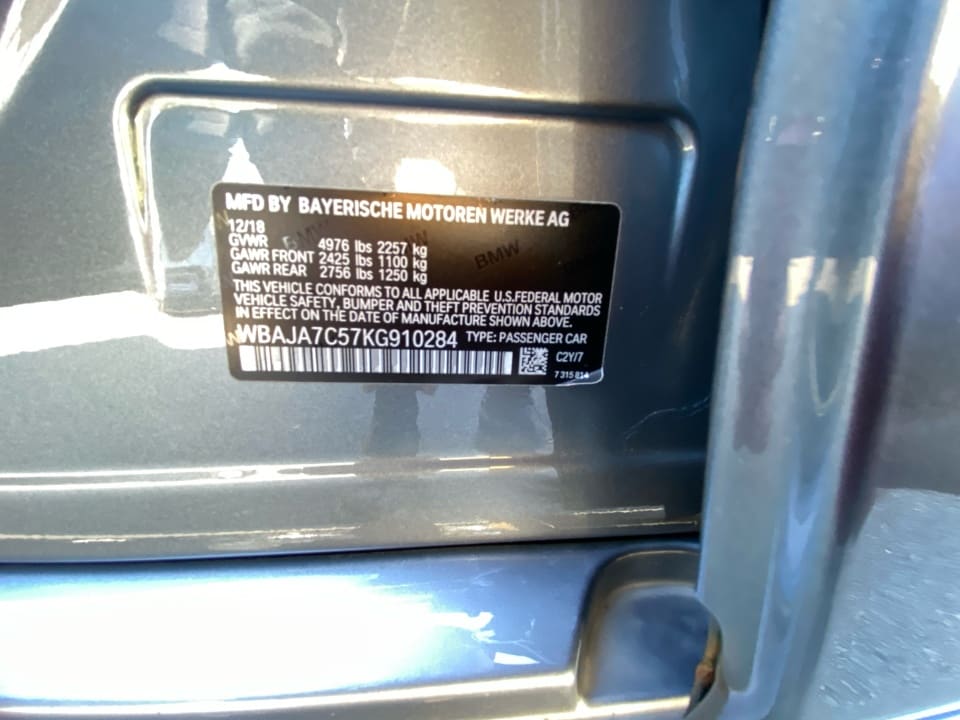 MFD BY BAYERISCHE MOTOREN WERKE AG
12/18
GVWR 4976 lbs 2257 kg
GAWR FRONT 2425 lbs 1100 kg
GAWR REAR 2756 lbs 1250 kg
THIS VEHICLE CONFORMS TO ALL APPLICABLE U.S.FEDERAL MOTOR
VEHICLE SAFETY, BUMPER AND THEFT PREVENTION STANDARDS
IN EFFECT ON THE DATE OF MANUFACTURE SHOWN ABOVE.
WBAJA7C57KG910284 TYPE: PASSENGER CAR
C2Y/7
7 315 814
BMW